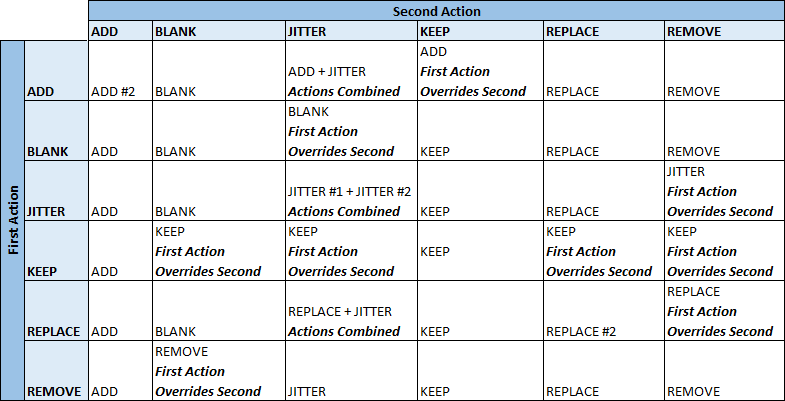 Second Action
ADD BLANK JITTER KEEP REPLACE REMOVE
First Action
ADD
ADD #2
BLANK
ADD + JITTER
Actions Combined
ADD
First Action
Overrides Second
REPLACE
REMOVE
BLANK
ADD
BLANK
BLANK
First Action
Overrides Second
KEEP
REPLACE
REMOVE
JITTER
ADD
BLANK
JITTER #1 + JITTER #2
Actions Combined
KEEP
REPLACE
JITTER
First Action
Overrides Second
KEEP
ADD
KEEP
First Action
Overrides Second
KEEP
First Action
Overrides Second
KEEP
KEEP
First Action
Overrides Second
KEEP
First Action
Overrides Second
REPLACE
ADD
BLANK
REPLACE + JITTER
Actions Combined
KEEP
REPLACE #2
REPLACE
First Action
Overrides Second
REMOVE
ADD
REMOVE
First Action
Overrides Second
JITTER
KEEP
REPLACE
REMOVE